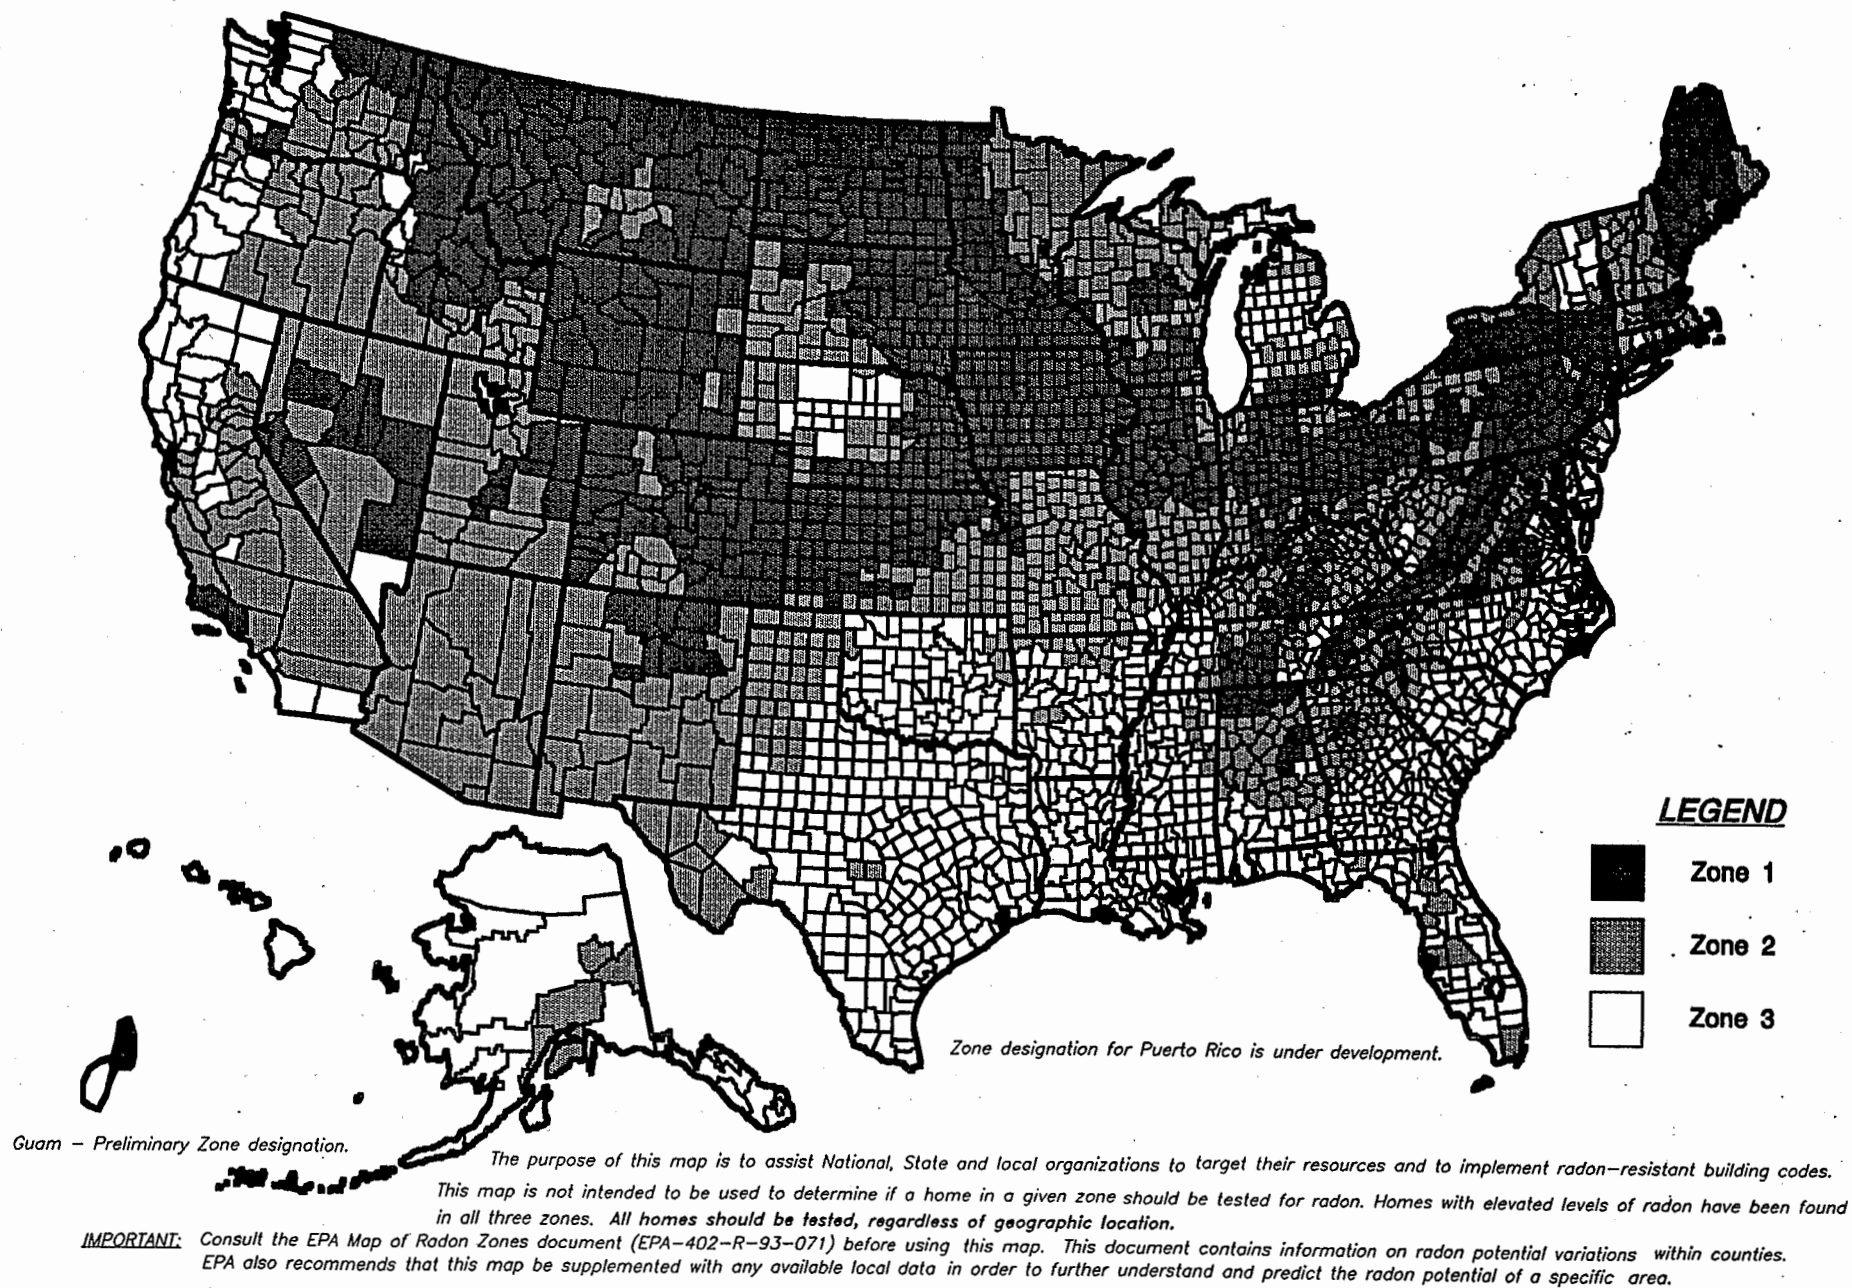 LEGEND
Zone 1
Zone 2
Zone 3
Zone designation for Puerto Rico is under development.
Guam – Preliminary Zone designation.
The purpose of this map is to assist National, State and local organizations to target their resources and to implement radon–resistant building codes.
This map is not intended to be used to determine if a home in a given zone should be tested for radon. Homes with elevated levels of radon have been found
in all three zones. All homes should be tested, regardless of geographic location.
IMPORTANT: Consult the EPA Map of Radon Zones document (EPA–402–R–93–071) before using this map. This document contains information on radon potential variations within counties.
EPA also recommends that this map be supplemented with any available local data in order to further understand and predict the radon potential of a specific area.